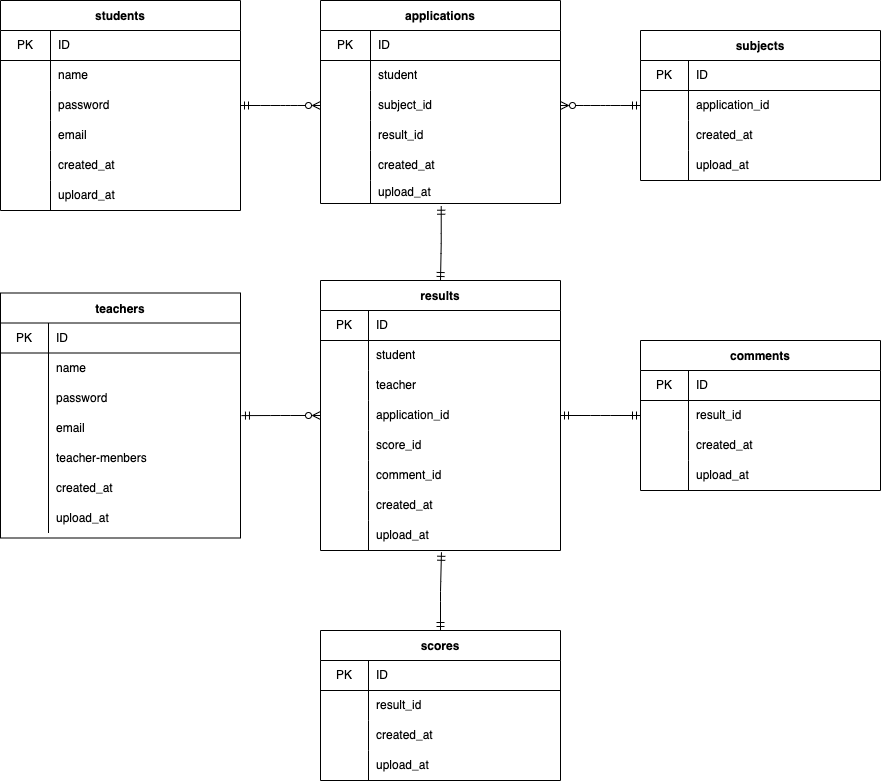 students
PK ID
name
password
email
created_at
uploard_at
applications
PK ID
student
subject_id
result_id
created_at
upload_at
subjects
PK ID
application_id
created_at
upload_at
teachers
PK ID
name
password
email
teacher-menbers
created_at
upload_at
results
PK ID
student
teacher
application_id
score_id
comment_id
created_at
upload_at
comments
PK ID
result_id
created_at
upload_at
scores
PK ID
result_id
created_at
upload_at